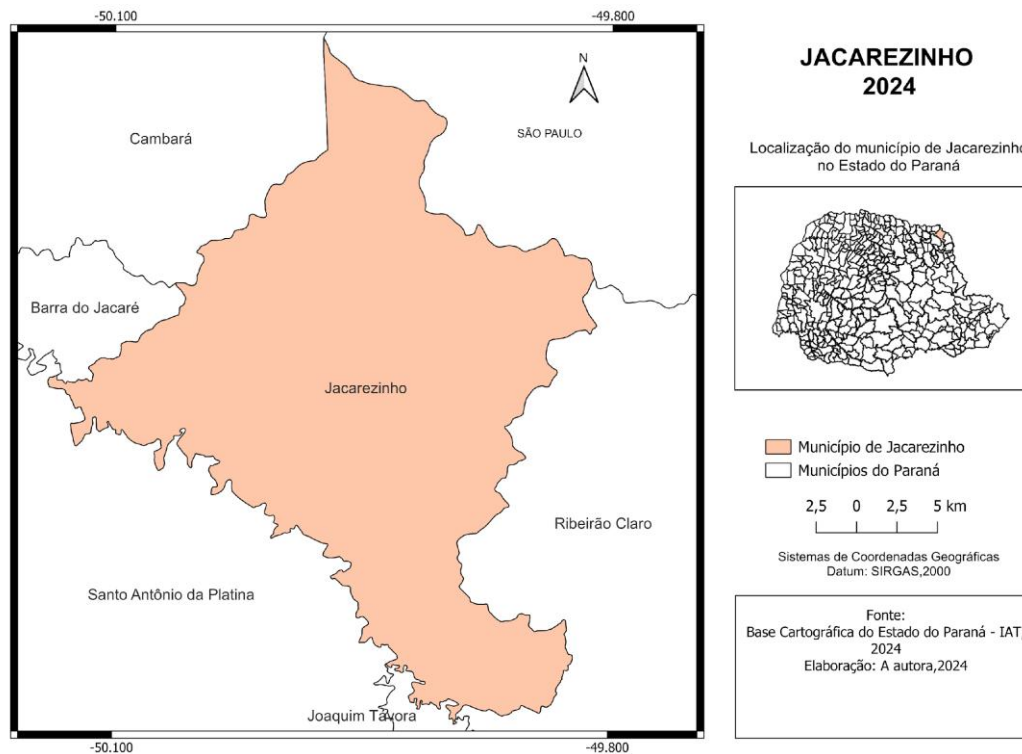 -50.100
-49.800
N
Cambará
SÃO PAULO
Barra do Jacaré
Jacarezinho
Ribeirão Claro
Santo Antônio da Platina
Joaquim Távora
-50.100
-49.800
JACAREZINHO
2024
Localização do município de Jacarezinho
no Estado do Paraná
Município de Jacarezinho
Municípios do Paraná
2,5 0 2,5 5 km
Sistemas de Coordenadas Geográficas
Datum: SIRGAS,2000
Fonte:
Base Cartográfica do Estado do Paraná - IAT,
2024
Elaboração: A autora,2024